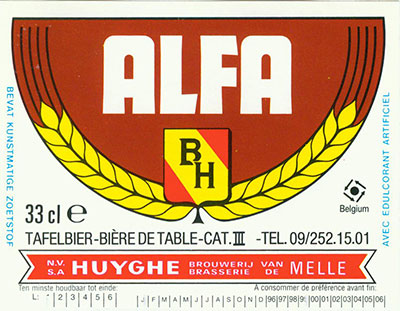 ALFA
BH
BEVAT KUNSTMATIGE ZOETSTOF
AVEC EDULCORANT ARTIFICIEL
33 cl e
Belgium
TAFELBIER-BIÈRE DE TABLE-CAT. III -TEL. 09/252.15.01
N.V. S.A HUYGHE BROUWERIJ VAN BRASSERIE DE MELLE
Ten minste houdbaar tot einde: A consommer de préférence avant fin:
L: * 1 2 3 4 5 6 J F M A M J J A S O N D 96 97 98 99 00 01 02 03 04 05 06